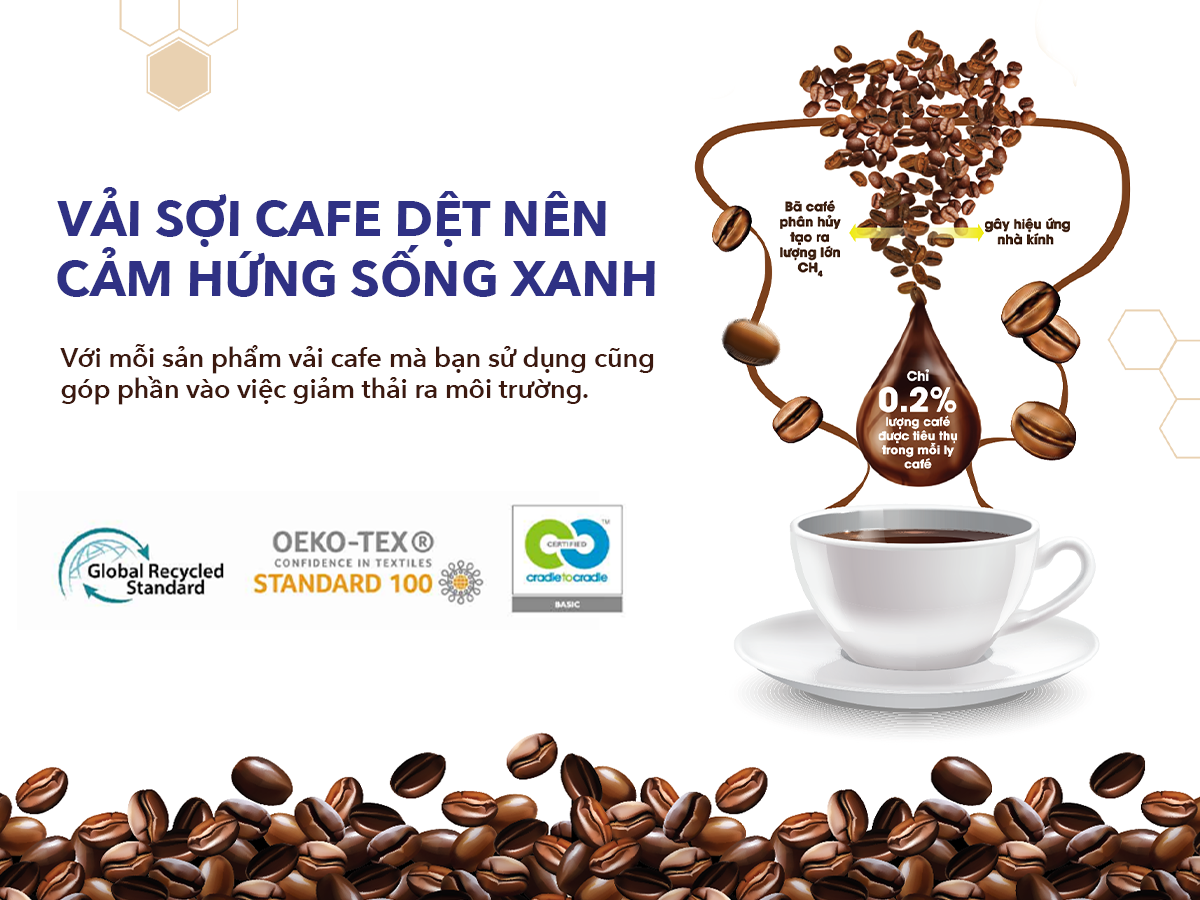 VẢI SỢI CAFE DỆT NÊN
CẢM HỨNG SỐNG XANH
Với mỗi sản phẩm vải cafe mà bạn sử dụng cũng
góp phần vào việc giảm thải ra môi trường.
Global Recycled
Standard
OEKO-TEX®
CONFIDENCE IN TEXTILES
STANDARD 100
CERTIFIED
TM
cradletocradle
BASIC
Bã café
phân hủy
tạo ra
lượng lớn
CH₄
gây hiệu ứng
nhà kính
Chỉ
0.2%
lượng café
được tiêu thụ
trong mỗi ly
café